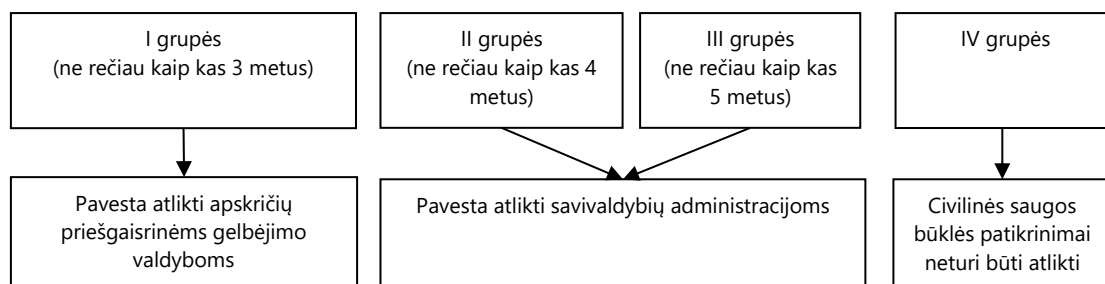 I grupės
(ne rečiau kaip kas 3 metus)
II grupės
(ne rečiau kaip kas 4
metus)
III grupės
(ne rečiau kaip kas
5 metus)
IV grupės
Pavesta atlikti apskričių
priešgaisrinėms gelbėjimo
valdyboms
Pavesta atlikti savivaldybių administracijoms
Civilinės saugos
būklės patikrinimai
neturi būti atlikti